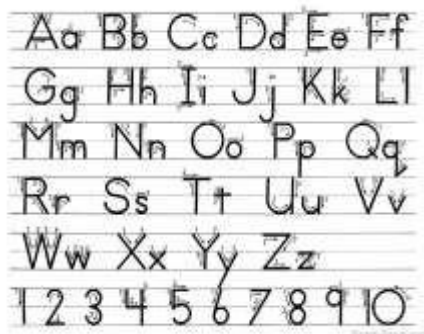 Aa Bb Cc Dd Ee Ff
Gg Hh Ii Jj Kk Ll
Mm Nn Oo Pp Qq
Rr Ss Tt Uu Vv
Ww Xx Yy Zz
1 2 3 4 5 6 7 8 9 10